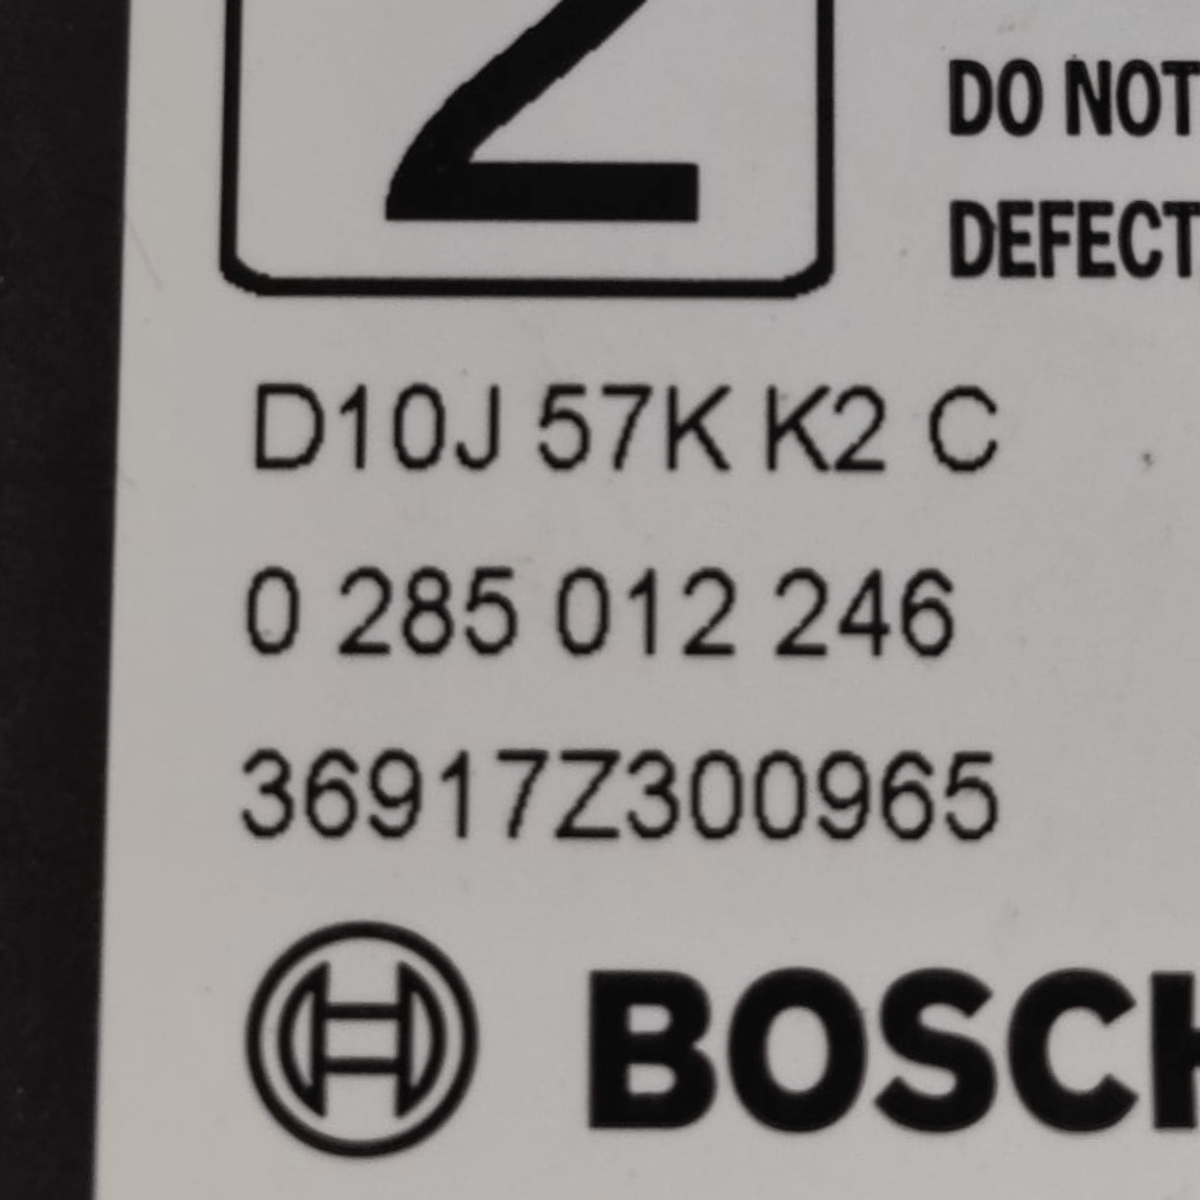 2
DO NOT
DEFECT
D10J 57K K2 C
0 285 012 246
36917Z300965
BOSCH